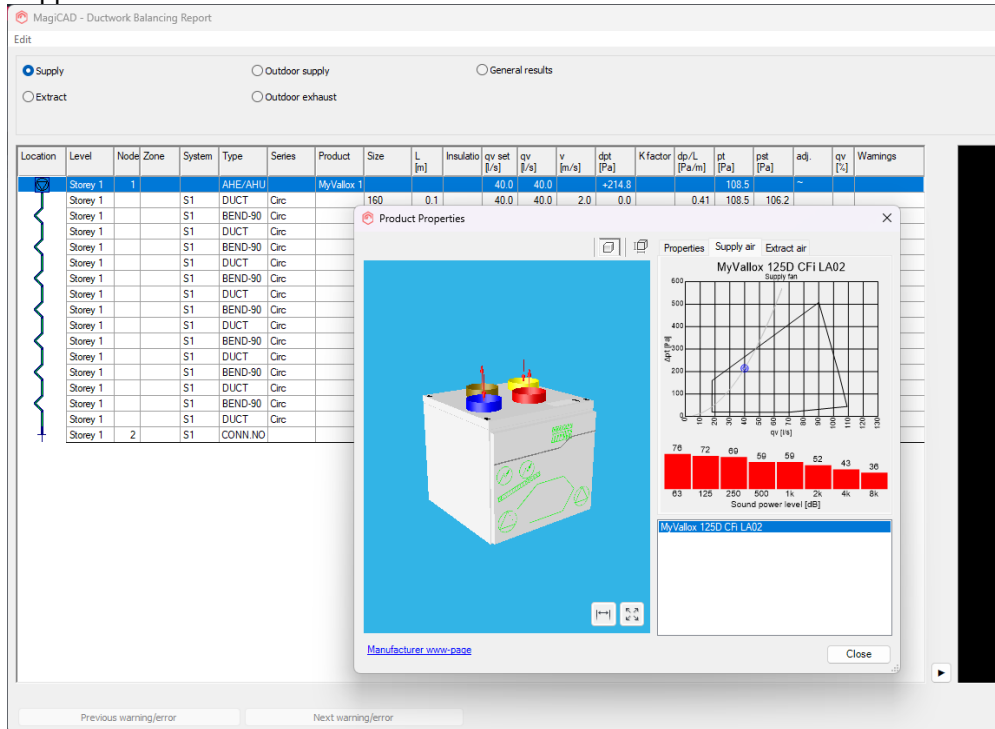 MagiCAD - Ductwork Balancing Report
Edit
Supply Outdoor supply General results
Extract Outdoor exhaust
Location Level Node Zone System Type Series Product Size L [m] Insulatio qv set [l/s] qv [l/s] v [m/s] dpt [Pa] K factor dp/L [Pa/m] pt [Pa] pst [Pa] adj. qv [%] Warnings
Storey 1 1 AHE/AHU MyVallox 1 40.0 40.0 +214.8 108.5 ~
Storey 1 S1 DUCT Circ 160 0.1 40.0 40.0 2.0 0.0 0.41 108.5 106.2
Storey 1 S1 BEND-90 Circ
Storey 1 S1 DUCT Circ
Storey 1 S1 BEND-90 Circ
Storey 1 S1 DUCT Circ
Storey 1 S1 BEND-90 Circ
Storey 1 S1 DUCT Circ
Storey 1 S1 BEND-90 Circ
Storey 1 S1 DUCT Circ
Storey 1 S1 BEND-90 Circ
Storey 1 S1 DUCT Circ
Storey 1 S1 BEND-90 Circ
Storey 1 S1 DUCT Circ
Storey 1 S1 BEND-90 Circ
Storey 1 S1 DUCT Circ
Storey 1 2 S1 CONN.NO
Product Properties
Properties Supply air Extract air
MyVallox 125D CFi LA02
Supply fan
600
500
400
300
200
100
0
Δpt [Pa]
0 10 20 30 40 50 60 70 80 90 100 110 120 130
qv [l/s]
76 72 69 59 59 52 43 36
63 125 250 500 1k 2k 4k 8k
Sound power level [dB]
MyVallox 125D CFi LA02
Manufacturer www-page
Close
Previous warning/error Next warning/error